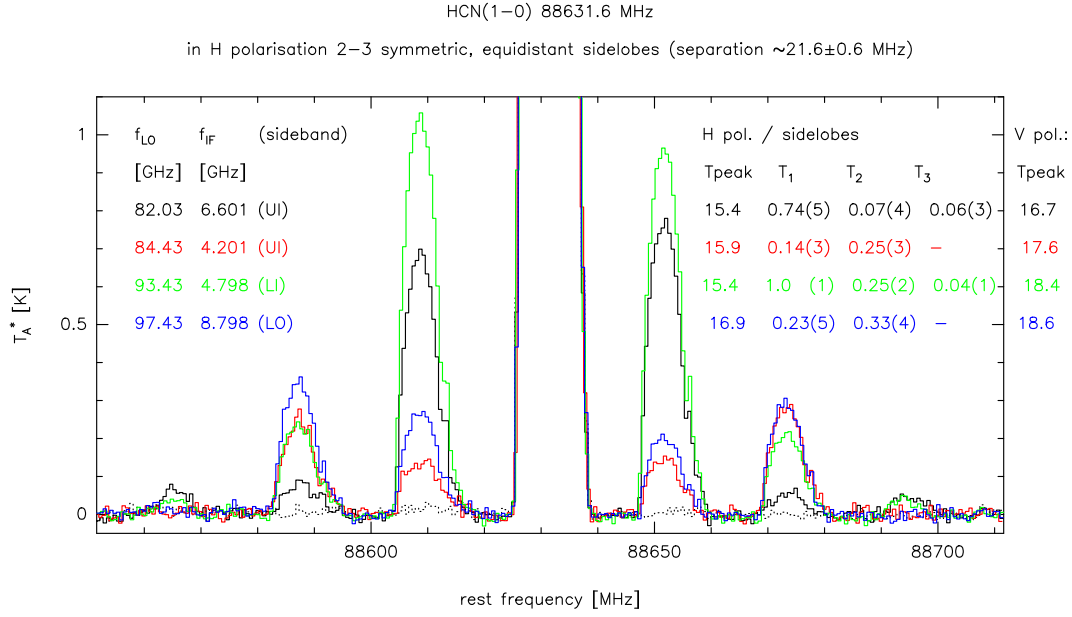 HCN(1-0) 88631.6 MHz
in H polarisation 2-3 symmetric, equidistant sidelobes (separation ~21.6±0.6 MHz)
f_LO f_IF (sideband) H pol. / sidelobes V pol.:
[GHz] [GHz] Tpeak T_1 T_2 T_3 Tpeak
82.03 6.601 (UI) 15.4 0.74(5) 0.07(4) 0.06(3) 16.7
84.43 4.201 (UI) 15.9 0.14(3) 0.25(3) - 17.6
93.43 4.798 (LI) 15.4 1.0 (1) 0.25(2) 0.04(1) 18.4
97.43 8.798 (LO) 16.9 0.23(5) 0.33(4) - 18.6
1
0.5
0
T_A* [K]
88600 88650 88700
rest frequency [MHz]